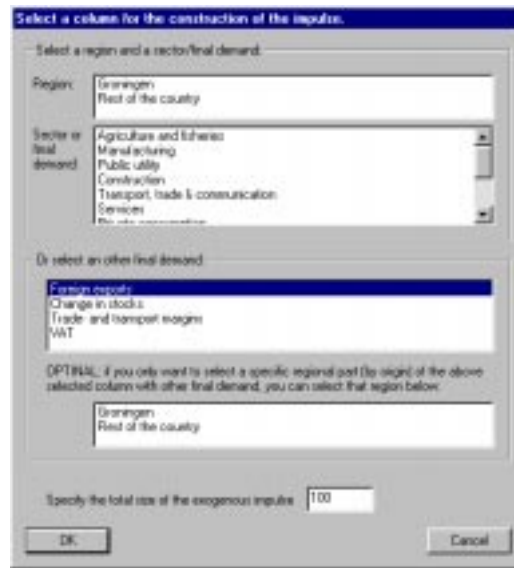 Select a column for the construction of the impulse.
Select a region and a sector/final demand:
Region:
Groningen
Rest of the country
Sector or final demand:
Agriculture and fisheries
Manufacturing
Public utility
Construction
Transport, trade & communication
Services
Private consumption
Or select an other final demand:
Foreign exports
Change in stocks
Trade- and transport margins
VAT
OPTINAL: if you only want to select a specific regional part (by origin) of the above
selected column with other final demand, you can select that region below:
Groningen
Rest of the country
Specify the total size of the exogenous impulse
100
OK
Cancel